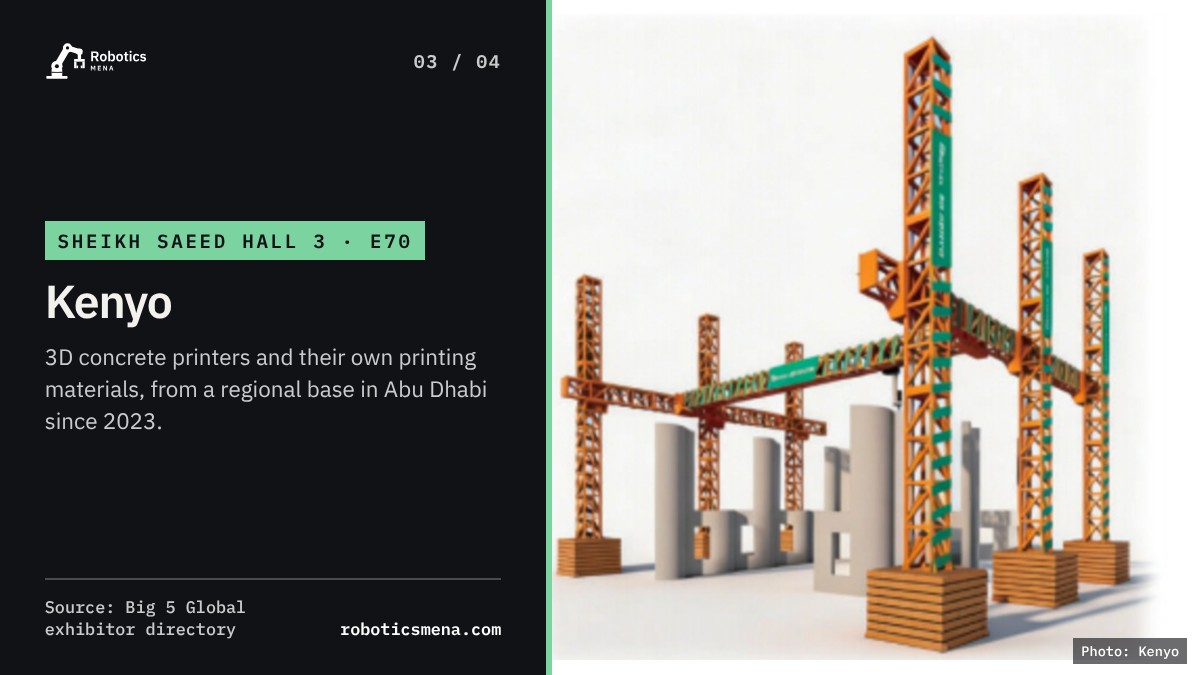 Robotics
MENA
03 / 04
SHEIKH SAEED HALL 3 · E70
Kenyo
3D concrete printers and their own printing
materials, from a regional base in Abu Dhabi
since 2023.
Source: Big 5 Global
exhibitor directory
roboticsmena.com
Photo: Kenyo